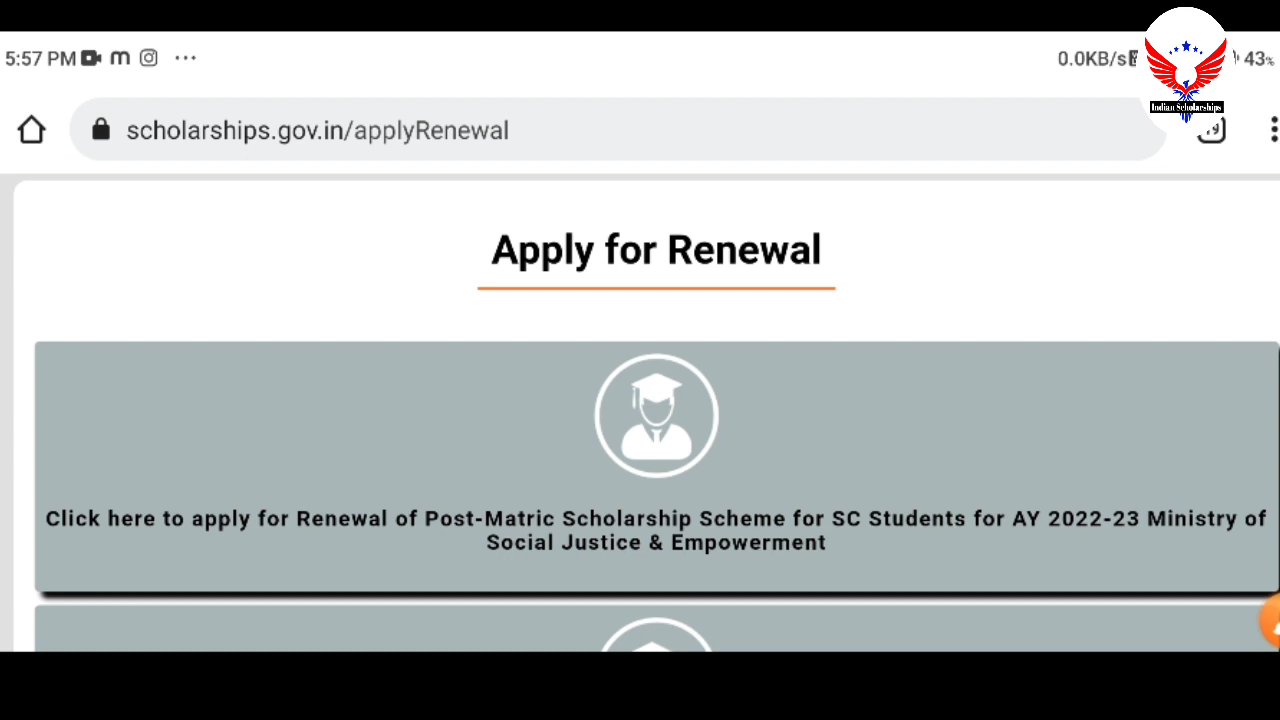 5:57 PM m ...
0.0KB/s
43%
Indian Scholarships
scholarships.gov.in/applyRenewal
Apply for Renewal
Click here to apply for Renewal of Post-Matric Scholarship Scheme for SC Students for AY 2022-23 Ministry of
Social Justice & Empowerment